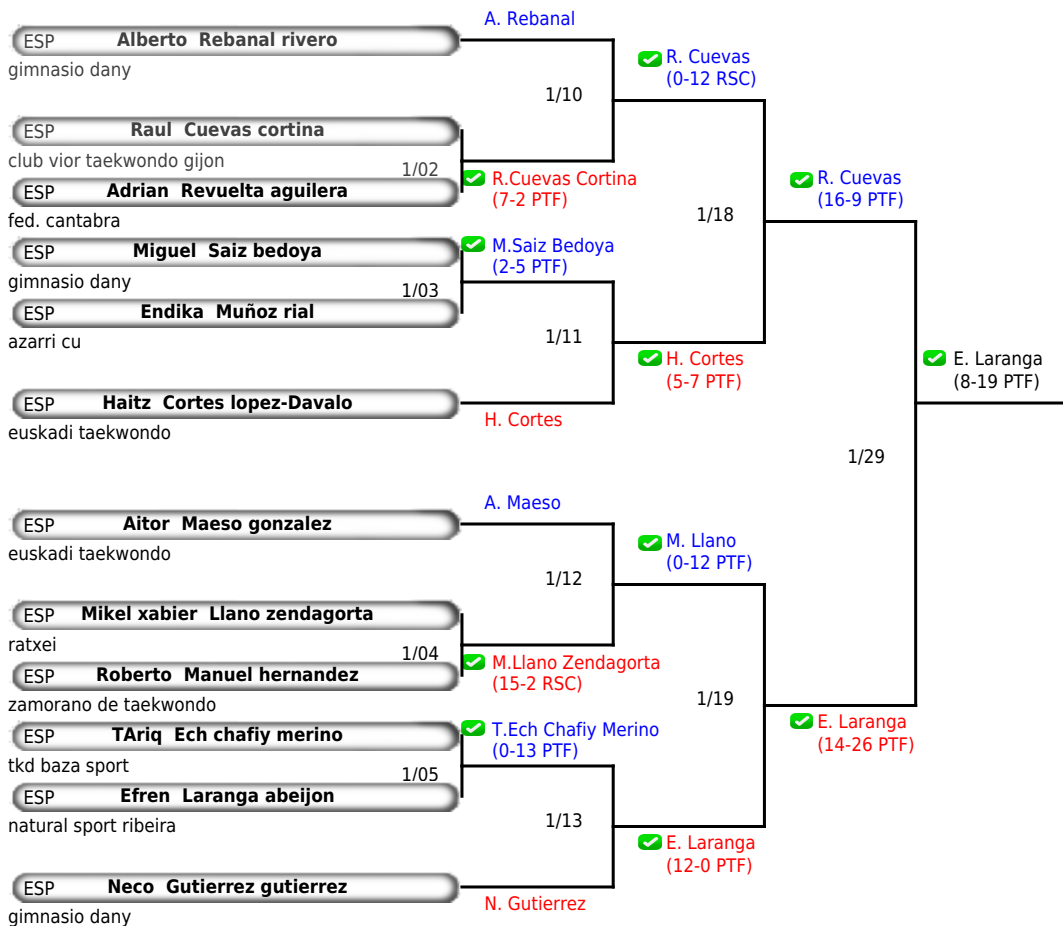 A. Rebanal
ESP Alberto Rebanal rivero
gimnasio dany
R. Cuevas
(0-12 RSC)
1/10
ESP Raul Cuevas cortina
club vior taekwondo gijon
1/02
ESP Adrian Revuelta aguilera
fed. cantabra
R.Cuevas Cortina
(7-2 PTF)
R. Cuevas
(16-9 PTF)
1/18
ESP Miguel Saiz bedoya
gimnasio dany
M.Saiz Bedoya
(2-5 PTF)
1/03
ESP Endika Muñoz rial
azarri cu
1/11
H. Cortes
(5-7 PTF)
E. Laranga
(8-19 PTF)
ESP Haitz Cortes lopez-Davalo
euskadi taekwondo
H. Cortes
1/29
A. Maeso
ESP Aitor Maeso gonzalez
euskadi taekwondo
M. Llano
(0-12 PTF)
1/12
ESP Mikel xabier Llano zendagorta
ratxei
1/04
ESP Roberto Manuel hernandez
zamorano de taekwondo
M.Llano Zendagorta
(15-2 RSC)
1/19
ESP TAriq Ech chafiy merino
tkd baza sport
T.Ech Chafiy Merino
(0-13 PTF)
E. Laranga
(14-26 PTF)
1/05
ESP Efren Laranga abeijon
natural sport ribeira
1/13
E. Laranga
(12-0 PTF)
ESP Neco Gutierrez gutierrez
gimnasio dany
N. Gutierrez